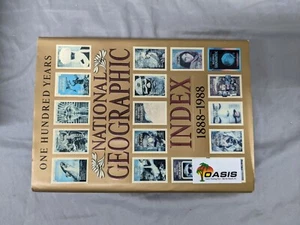 ONE HUNDRED YEARS
NATIONAL
GEOGRAPHIC
INDEX
1888-1988
OASIS